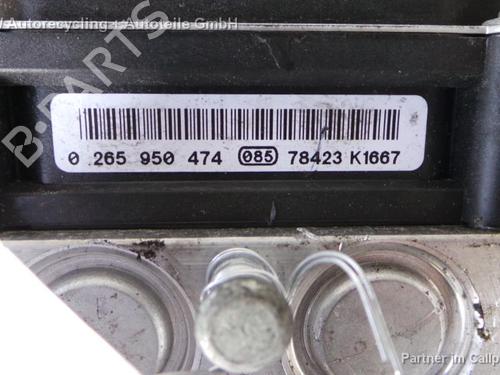 Autorecycling & Autoteile GmbH
B-PARTS
0 265 950 474 085 78423 K1667
Partner im Callp